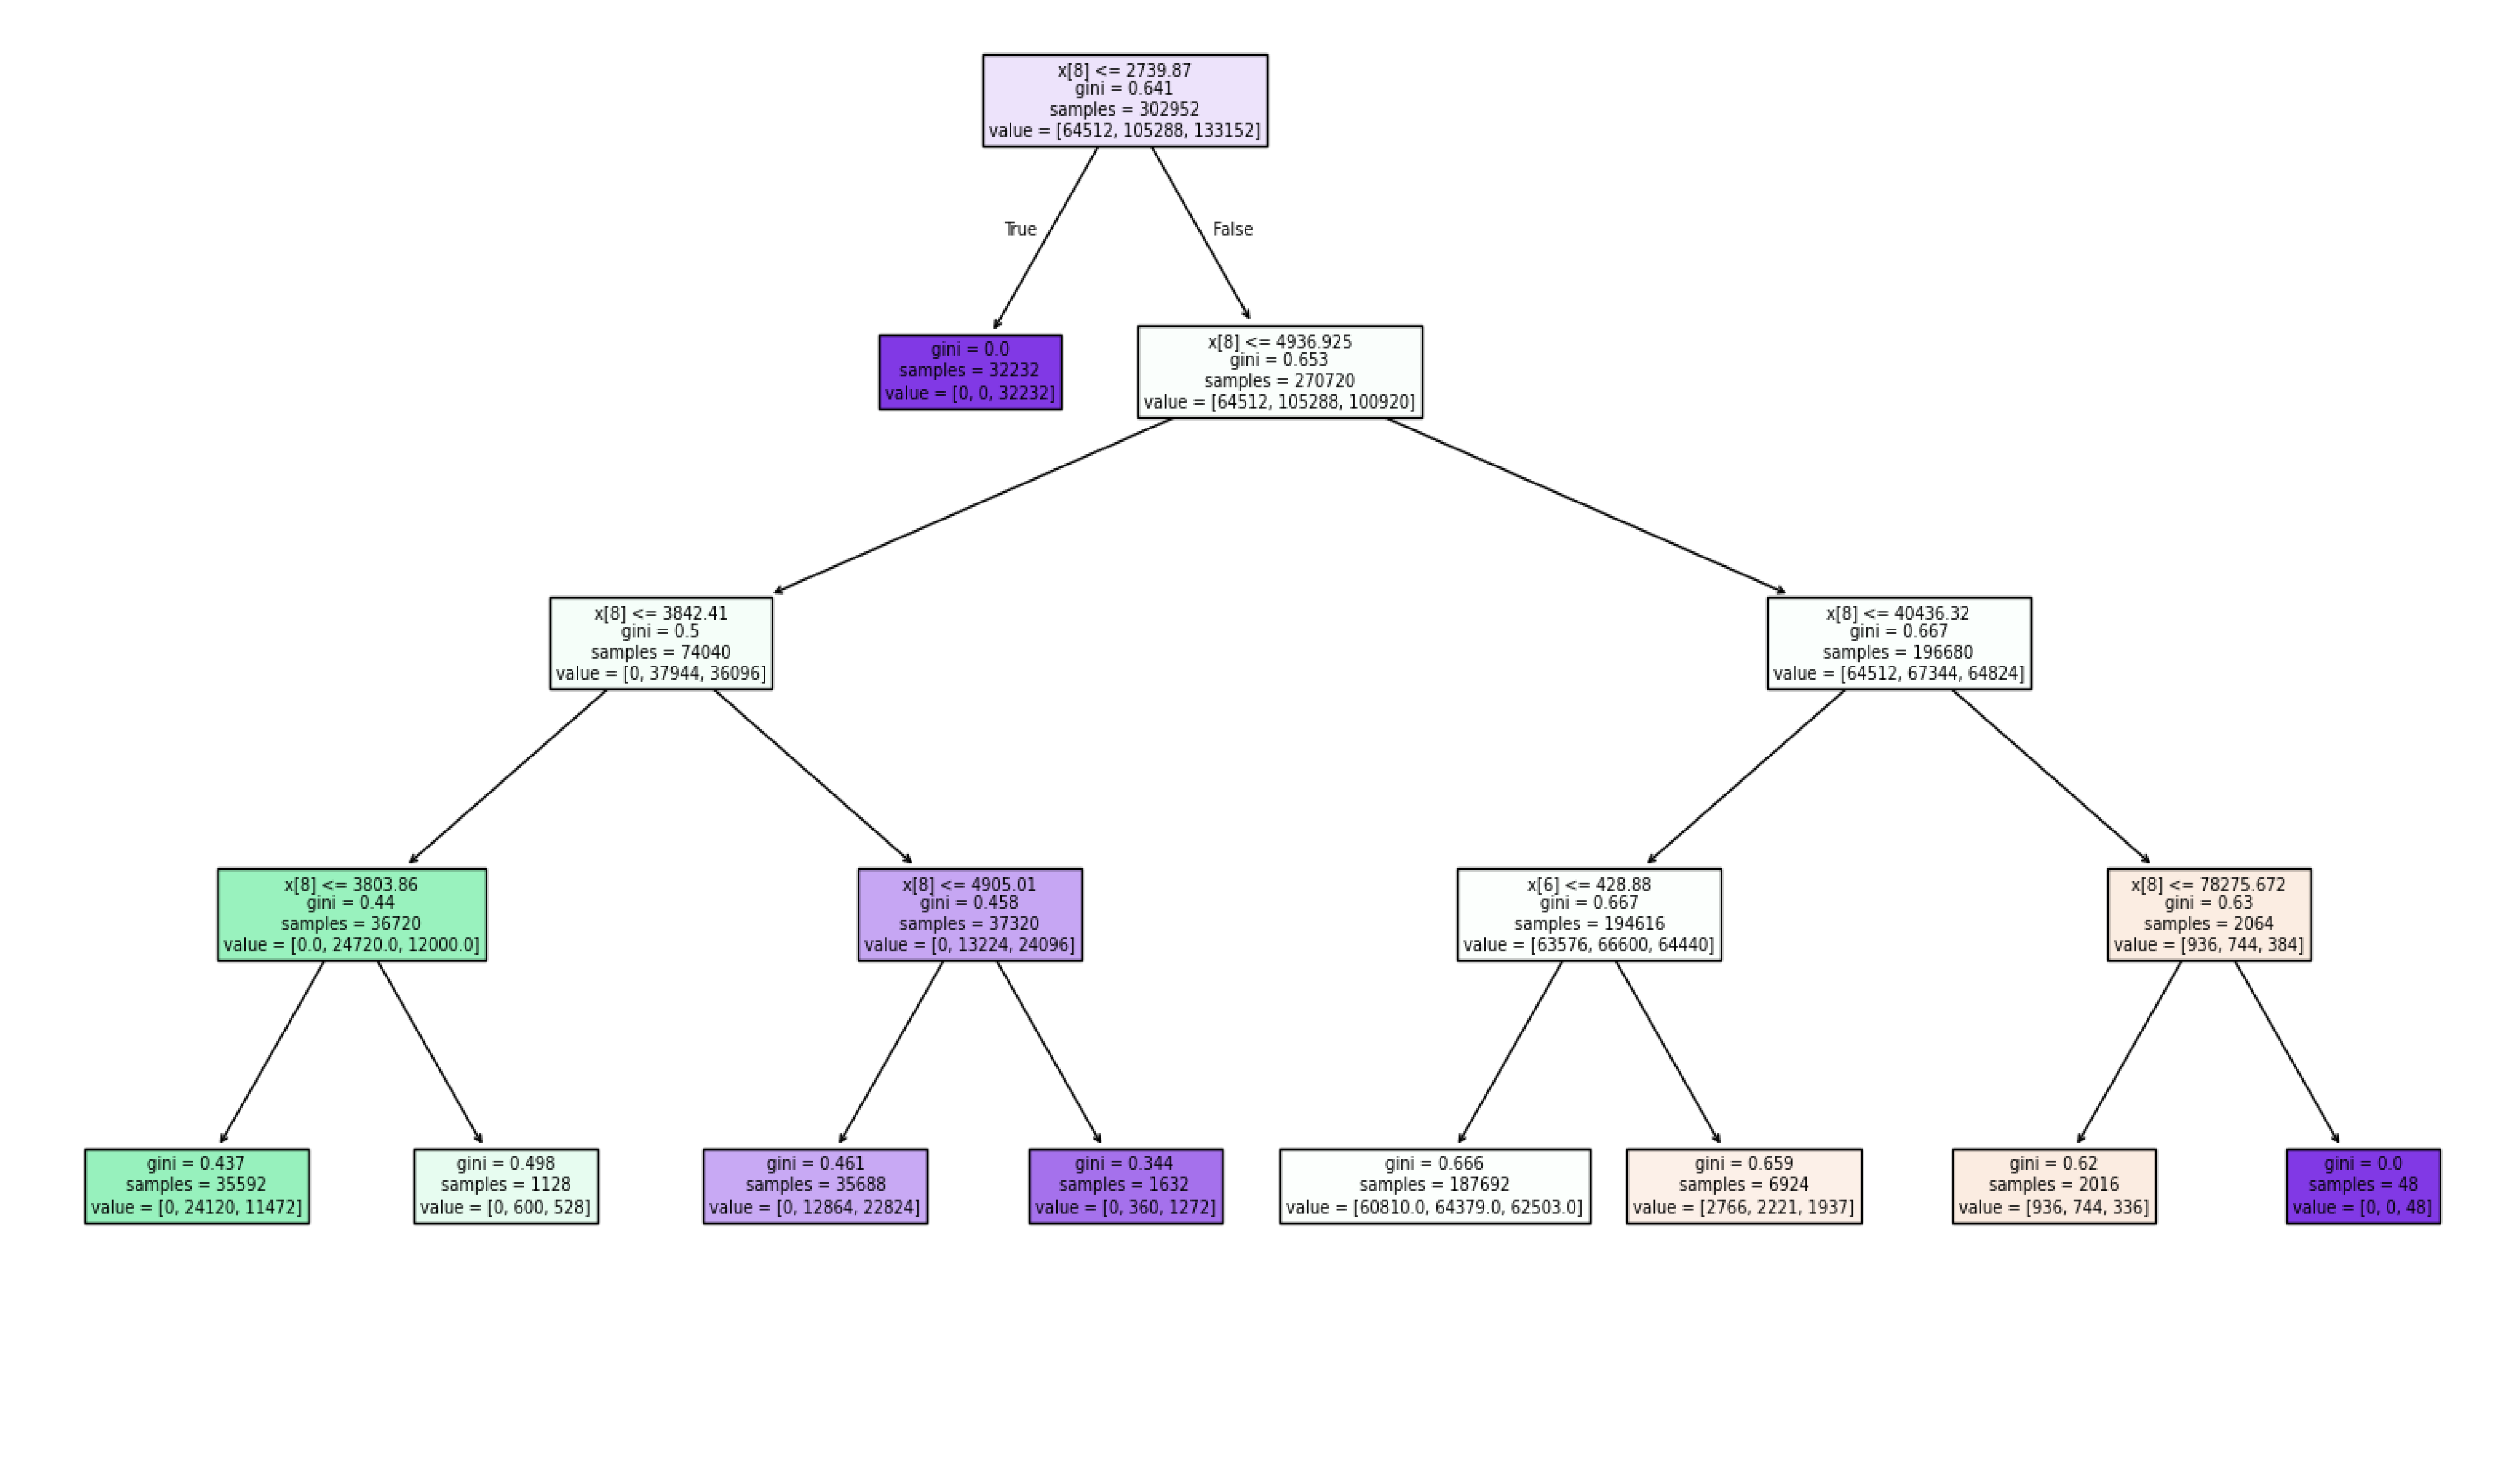 x[8] <= 2739.87
gini = 0.641
samples = 302952
value = [64512, 105288, 133152]
True
False
gini = 0.0
samples = 32232
value = [0, 0, 32232]
x[8] <= 4936.925
gini = 0.653
samples = 270720
value = [64512, 105288, 100920]
x[8] <= 3842.41
gini = 0.5
samples = 74040
value = [0, 37944, 36096]
x[8] <= 40436.32
gini = 0.667
samples = 196680
value = [64512, 67344, 64824]
x[8] <= 3803.86
gini = 0.44
samples = 36720
value = [0.0, 24720.0, 12000.0]
x[8] <= 4905.01
gini = 0.458
samples = 37320
value = [0, 13224, 24096]
x[6] <= 428.88
gini = 0.667
samples = 194616
value = [63576, 66600, 64440]
x[8] <= 78275.672
gini = 0.63
samples = 2064
value = [936, 744, 384]
gini = 0.437
samples = 35592
value = [0, 24120, 11472]
gini = 0.498
samples = 1128
value = [0, 600, 528]
gini = 0.461
samples = 35688
value = [0, 12864, 22824]
gini = 0.344
samples = 1632
value = [0, 360, 1272]
gini = 0.666
samples = 187692
value = [60810.0, 64379.0, 62503.0]
gini = 0.659
samples = 6924
value = [2766, 2221, 1937]
gini = 0.62
samples = 2016
value = [936, 744, 336]
gini = 0.0
samples = 48
value = [0, 0, 48]